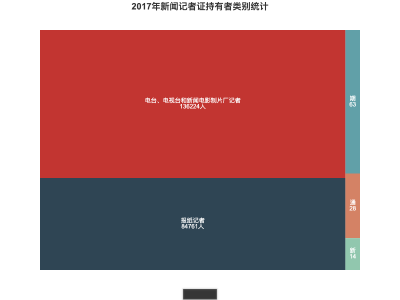 2017年新闻记者证持有者类别统计
电台、电视台和新闻电影制片厂记者
136224人
期
63
报纸记者
84761人
通
28
新
14